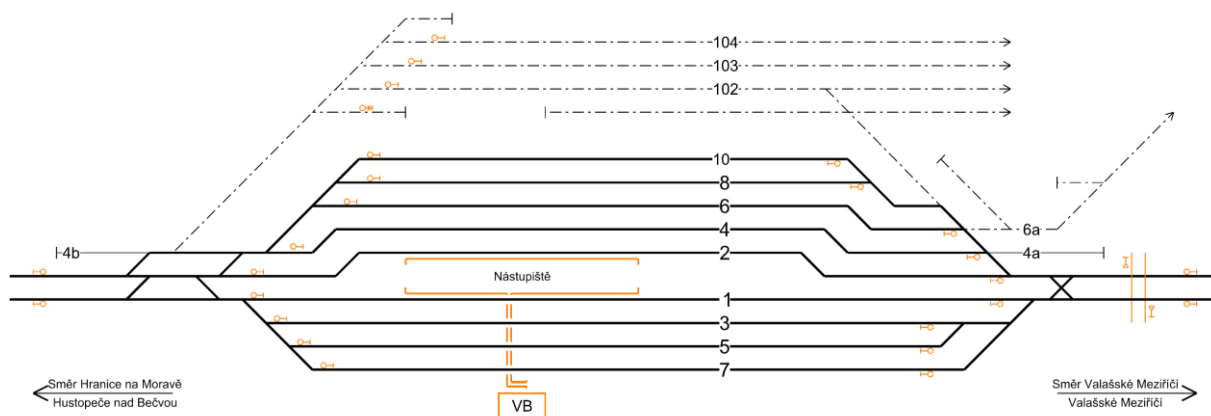 104
103
102
10
8
6
6a
4
4b
2
4a
Nástupiště
1
3
5
7
Směr Hranice na Moravě
Hustopeče nad Bečvou
VB
Směr Valašské Meziříčí
Valašské Meziříčí